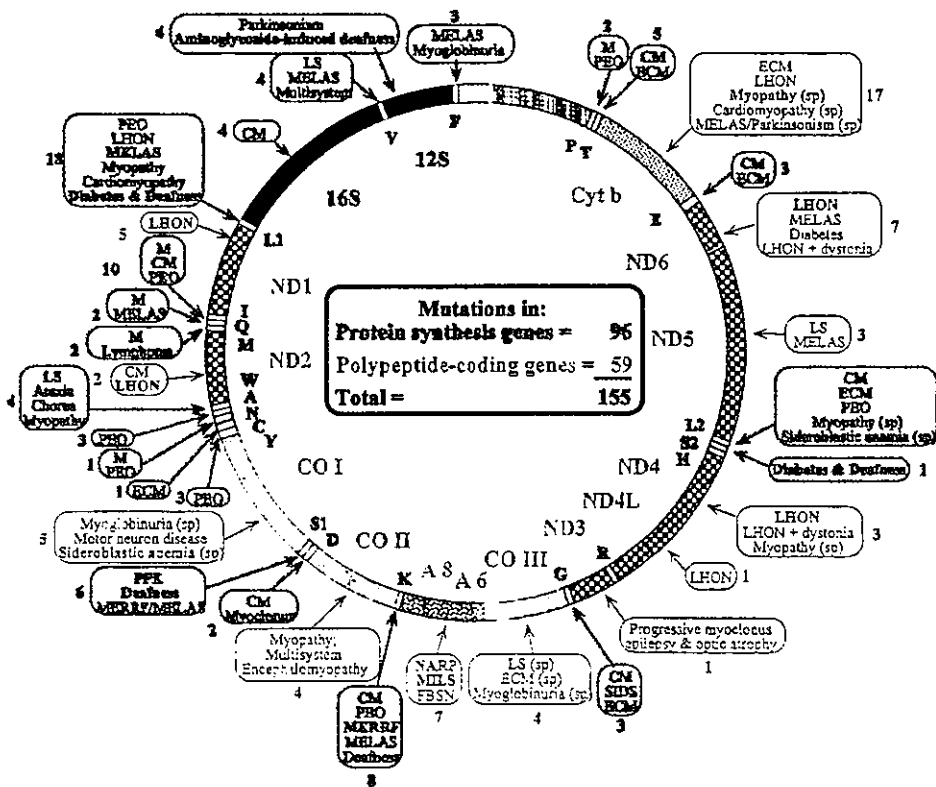 4
Parkinsonism
Aminoglycoside-induced deafness
3
MELAS
Myoglobinuria
2
M
PEO
5
CM
ECM
4
LS
MELAS
Multisystem
ECM
LHON
Myopathy (sp)
Cardiomyopathy (sp)
MELAS/Parkinsonism (sp)
17
4
CM
18
PEO
LHON
MELAS
Myopathy
Cardiomyopathy
Diabetes & Deafness
CM
ECM
3
5
LHON
LHON
MELAS
Diabetes
LHON + dystonia
7
10
M
CM
PEO
2
M
MELAS
2
M
Lymphoma
2
CM
LHON
LS
MELAS
3
4
LS
Ataxia
Chorea
Myopathy
3
PEO
1
M
PEO
1
ECM
3
PEO
CM
ECM
PEO
Myopathy (sp)
Sideroblastic anemia (sp)
Diabetes & Deafness
1
5
Myoglobinuria (sp)
Motor neuron disease
Sideroblastic anemia (sp)
LHON
LHON + dystonia
Myopathy (sp)
3
LHON
1
6
PPK
Deafness
MERRF/MELAS
2
CM
Myoclonus
Myopathy;
Multisystem
Encephalomyopathy
4
CM
PEO
MERRF
MELAS
Deafness
8
NARP
MILS
FBSN
7
LS (sp)
ECM (sp)
Myoglobinuria (sp)
4
CM
SIDS
ECM
3
Progressive myoclonus
epilepsy & optic atrophy
1
V
F
12S
16S
P T
Cyt b
E
L1
ND1
ND6
I
Q
M
ND2
ND5
W
A
N
C
Y
L2
S2
H
CO I
ND4
ND4L
ND3
R
S1
D
CO II
K
A 8
A 6
CO III
G
Mutations in:
Protein synthesis genes = 96
Polypeptide-coding genes = 59
Total = 155